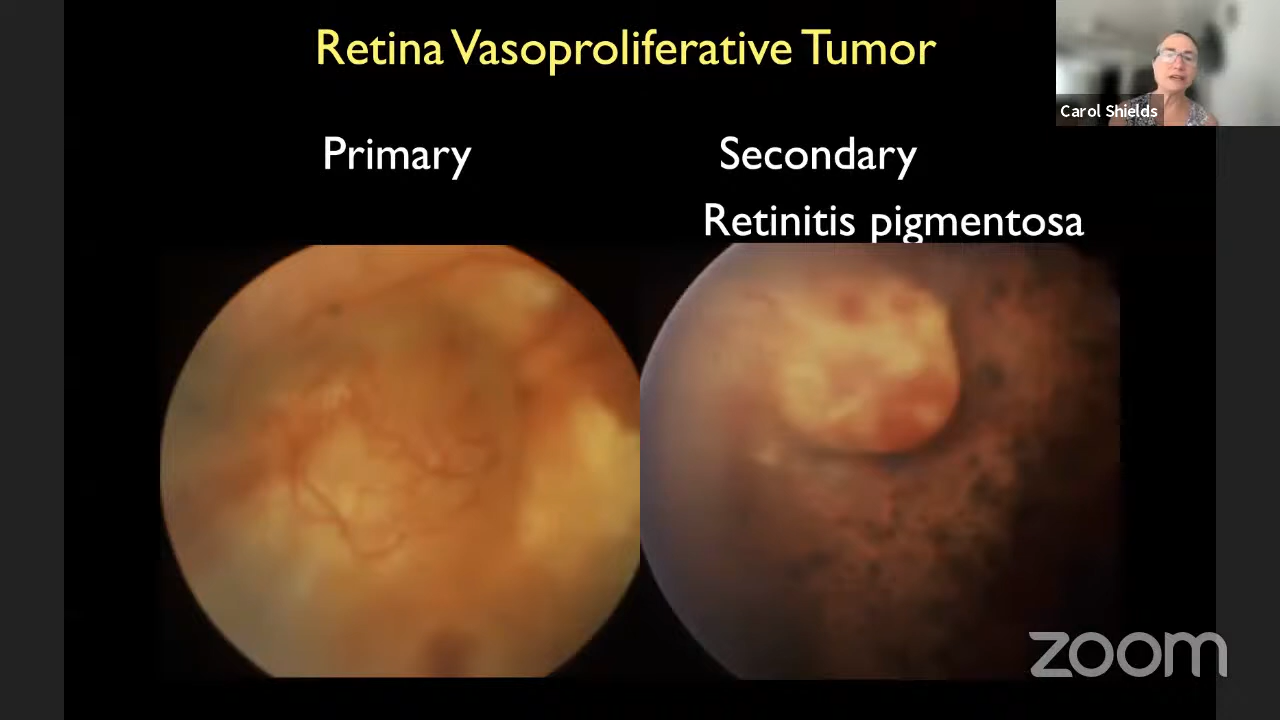 Retina Vasoproliferative Tumor
Carol Shields
Primary
Secondary
Retinitis pigmentosa
zoom